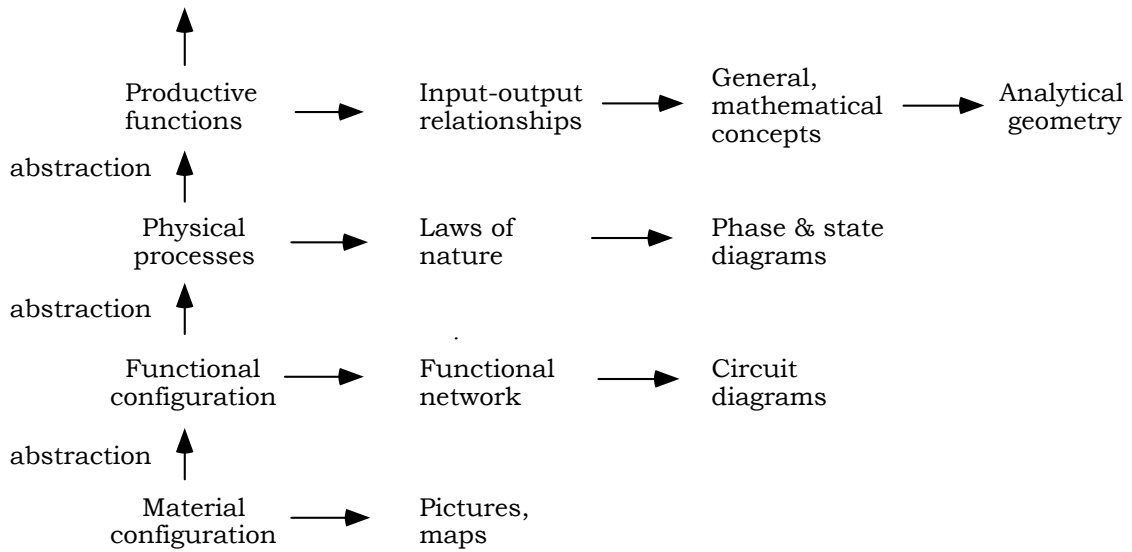 Productive
functions
Input-output
relationships
General,
mathematical
concepts
Analytical
geometry
abstraction
Physical
processes
Laws of
nature
Phase & state
diagrams
abstraction
Functional
configuration
Functional
network
Circuit
diagrams
abstraction
Material
configuration
Pictures,
maps